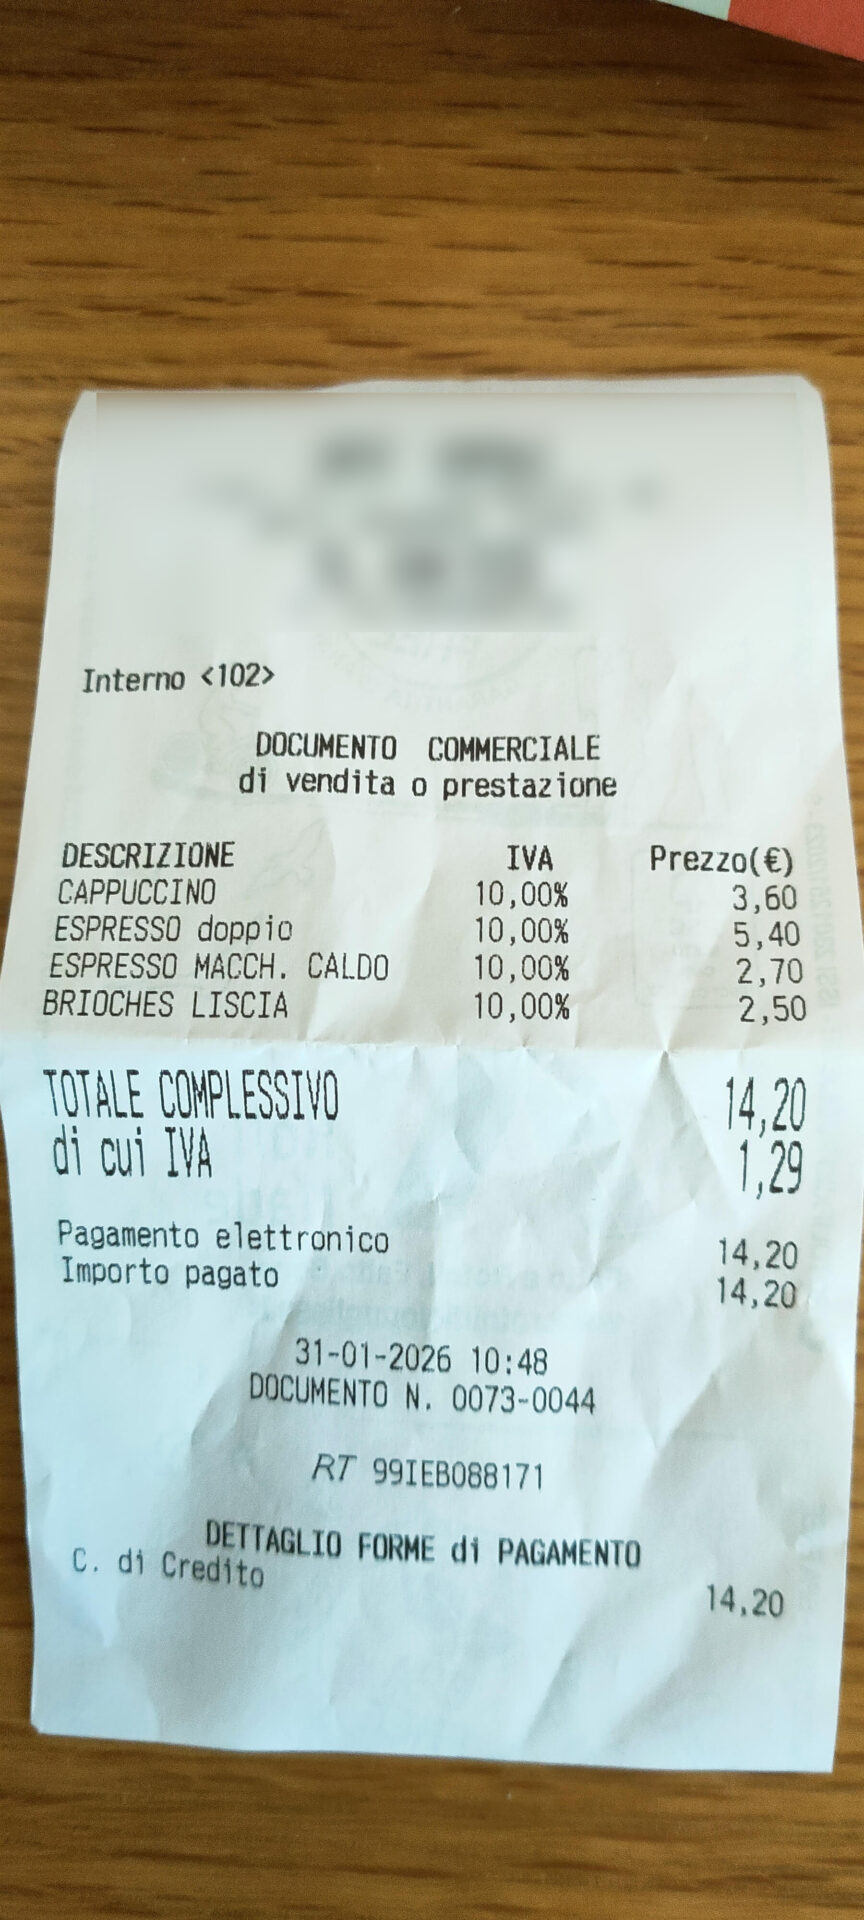 Interno <102>
DOCUMENTO COMMERCIALE
di vendita o prestazione
DESCRIZIONE IVA Prezzo(€)
CAPPUCCINO 10,00% 3,60
ESPRESSO doppio 10,00% 5,40
ESPRESSO MACCH. CALDO 10,00% 2,70
BRIOCHES LISCIA 10,00% 2,50
TOTALE COMPLESSIVO 14,20
di cui IVA 1,29
Pagamento elettronico 14,20
Importo pagato 14,20
31-01-2026 10:48
DOCUMENTO N. 0073-0044
RT 99IEB088171
DETTAGLIO FORME di PAGAMENTO
C. di Credito 14,20